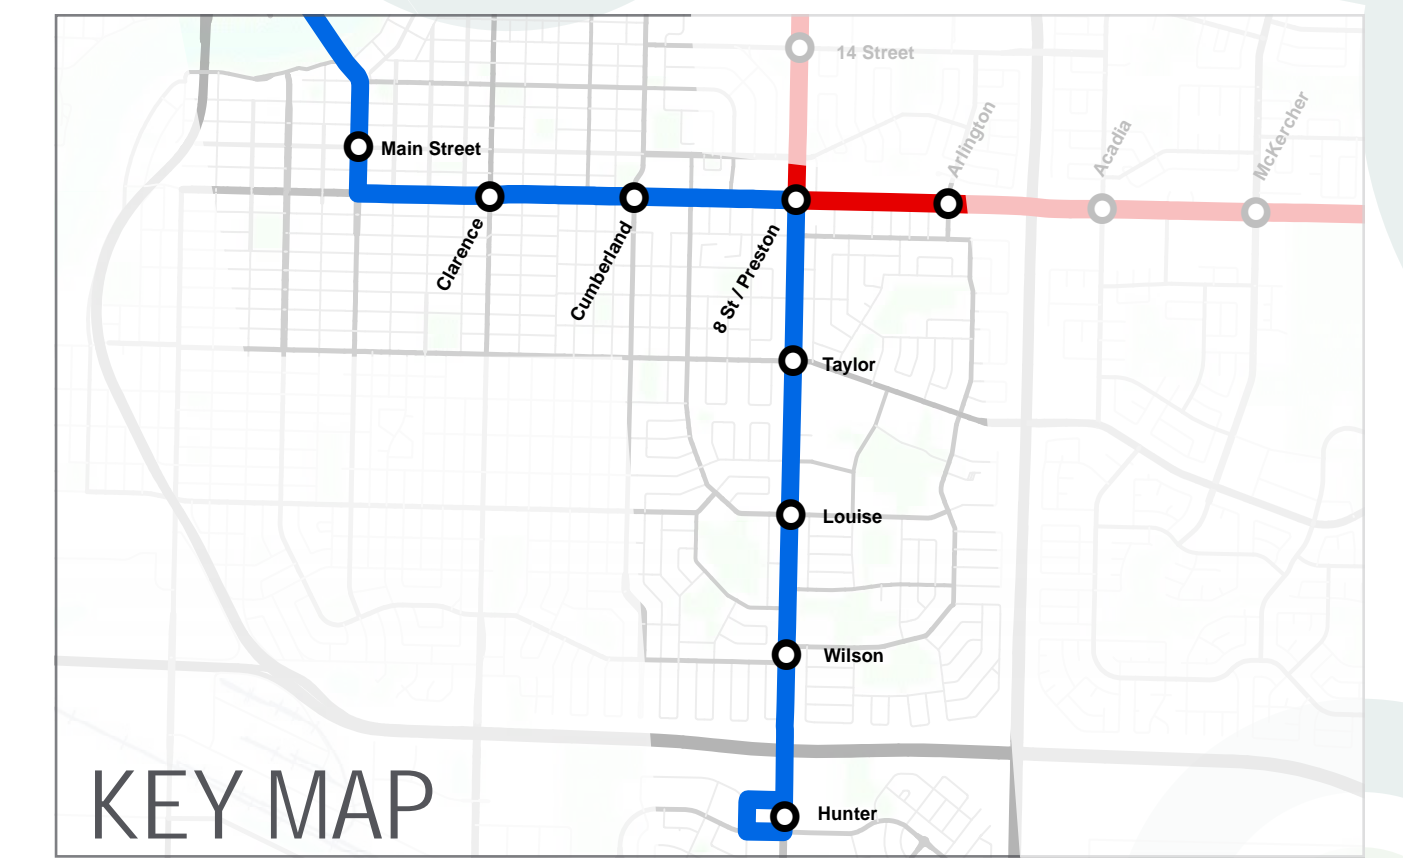 14 Street
Arlington
Acadia
McKercher
Main Street
Clarence
Cumberland
8 St / Preston
Taylor
Louise
Wilson
Hunter
KEY MAP